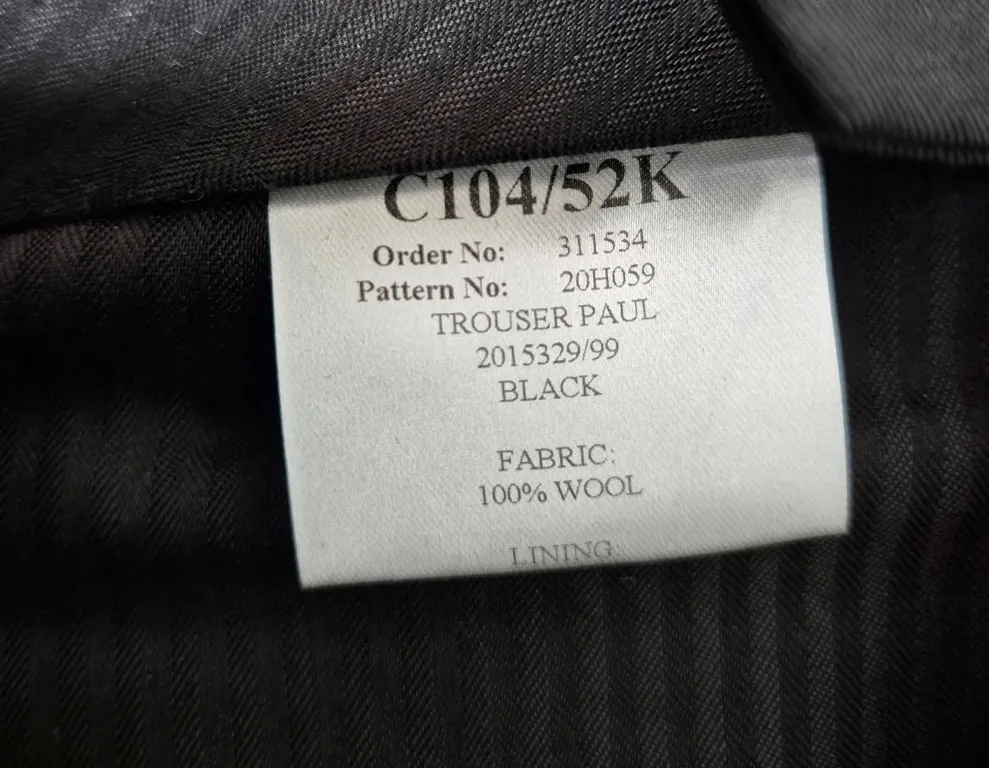 C104/52K
Order No: 311534
Pattern No: 20H059
TROUSER PAUL
2015329/99
BLACK
FABRIC:
100% WOOL
LINING: